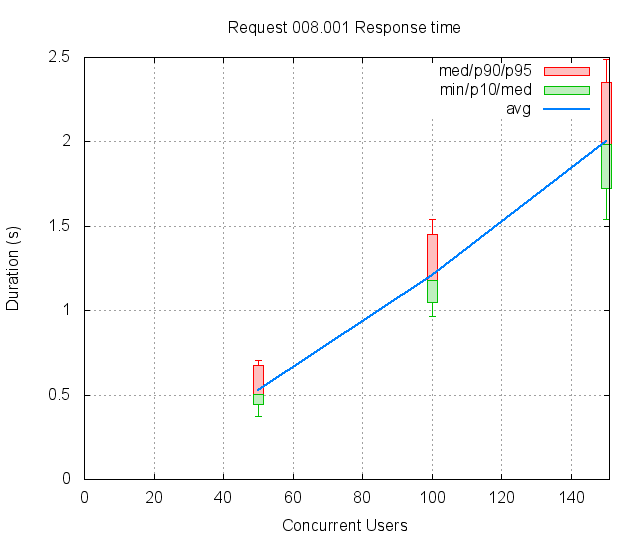 Request 008.001 Response time
2.5
med/p90/p95
min/p10/med
avg
2
1.5
Duration (s)
1
0.5
0
0 20 40 60 80 100 120 140
Concurrent Users